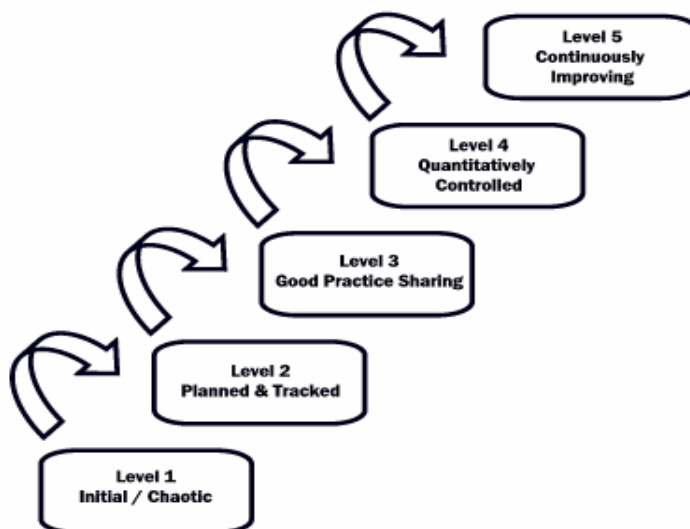 Level 5
Continuously
Improving
Level 4
Quantitatively
Controlled
Level 3
Good Practice Sharing
Level 2
Planned & Tracked
Level 1
Initial / Chaotic